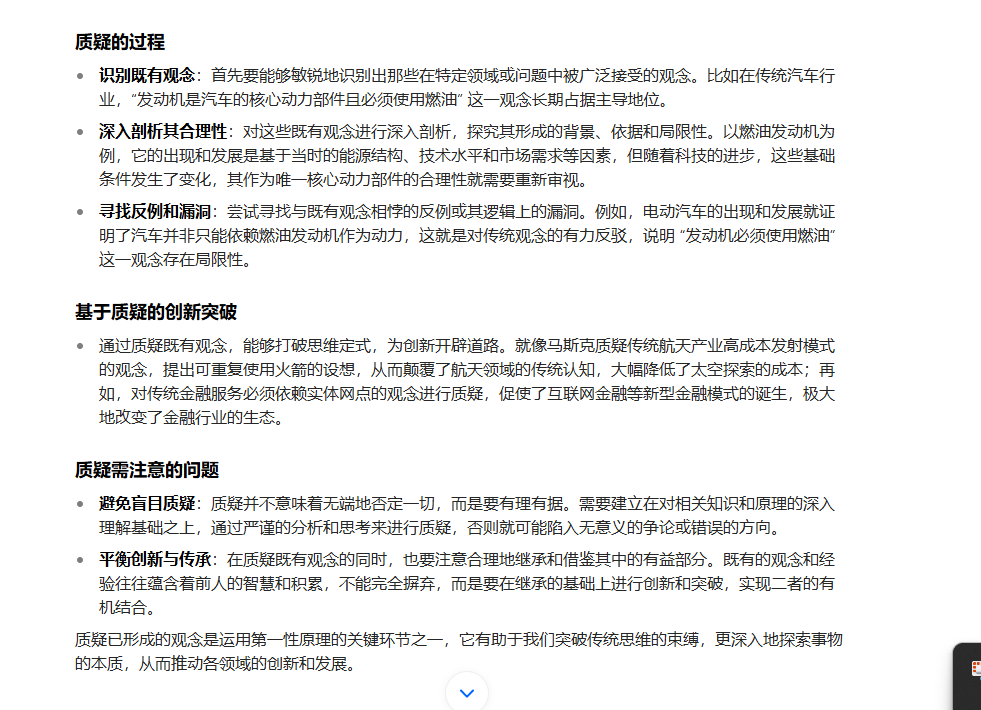 质疑的过程
识别既有观念：首先要能够敏锐地识别出那些在特定领域或问题中被广泛接受的观念。比如在传统汽车行
业，“发动机是汽车的核心动力部件且必须使用燃油” 这一观念长期占据主导地位。
深入剖析其合理性：对这些既有观念进行深入剖析，探究其形成的背景、依据和局限性。以燃油发动机为
例，它的出现和发展是基于当时的能源结构、技术水平和市场需求等因素，但随着科技的进步，这些基础
条件发生了变化，其作为唯一核心动力部件的合理性就需要重新审视。
寻找反例和漏洞：尝试寻找与既有观念相悖的反例或其逻辑上的漏洞。例如，电动汽车的出现和发展就证
明了汽车并非只能依赖燃油发动机作为动力，这就是对传统观念的有力反驳，说明 “发动机必须使用燃油”
这一观念存在局限性。
基于质疑的创新突破
通过质疑既有观念，能够打破思维定式，为创新开辟道路。就像马斯克质疑传统航天产业高成本发射模式
的观念，提出可重复使用火箭的设想，从而颠覆了航天领域的传统认知，大幅降低了太空探索的成本；再
如，对传统金融服务必须依赖实体网点的观念进行质疑，促使了互联网金融等新型金融模式的诞生，极大
地改变了金融行业的生态。
质疑需注意的问题
避免盲目质疑：质疑并不意味着无端地否定一切，而是要有理有据。需要建立在对相关知识和原理的深入
理解基础之上，通过严谨的分析和思考来进行质疑，否则就可能陷入无意义的争论或错误的方向。
平衡创新与传承：在质疑既有观念的同时，也要注意合理地继承和借鉴其中的有益部分。既有的观念和经
验往往蕴含着前人的智慧和积累，不能完全摒弃，而是要在继承的基础上进行创新和突破，实现二者的有
机结合。
质疑已形成的观念是运用第一性原理的关键环节之一，它有助于我们突破传统思维的束缚，更深入地探索事物
的本质，从而推动各领域的创新和发展。